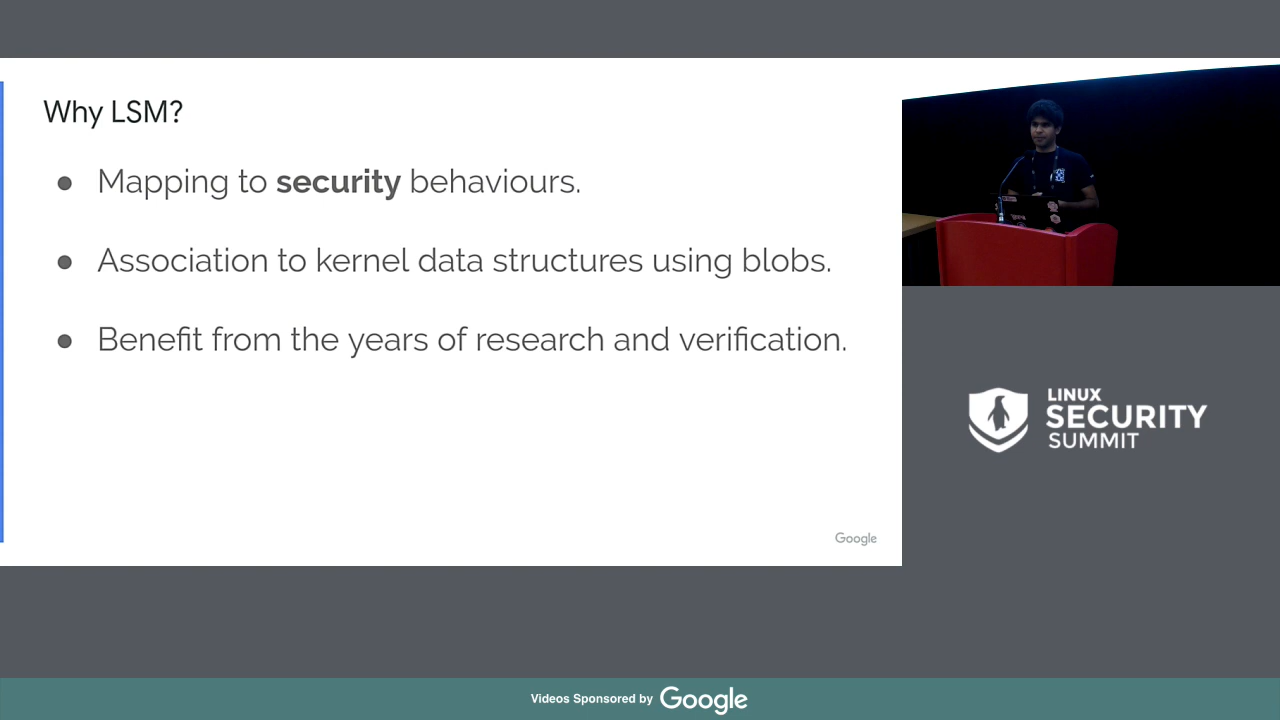 Why LSM?
● Mapping to security behaviours.
● Association to kernel data structures using blobs.
● Benefit from the years of research and verification.
Google
LINUX
SECURITY
SUMMIT
Videos Sponsored by Google